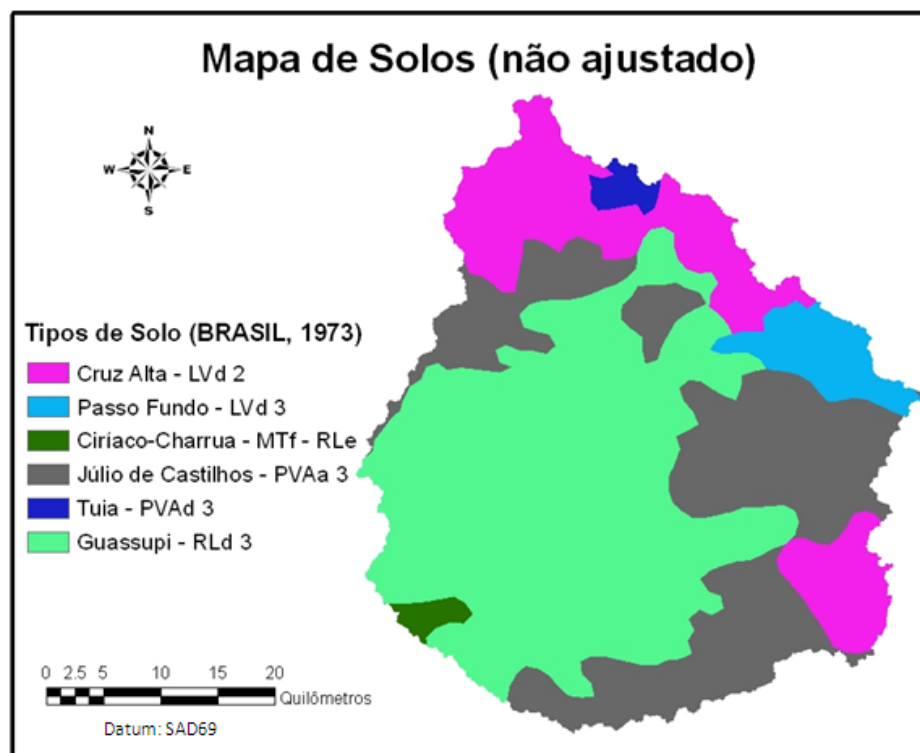 Mapa de Solos (não ajustado)
N
W E
S
Tipos de Solo (BRASIL, 1973)
Cruz Alta - LVd 2
Passo Fundo - LVd 3
Ciríaco-Charrua - MTf - RLe
Júlio de Castilhos - PVAa 3
Tuia - PVAd 3
Guassupi - RLd 3
0 2.5 5 10 15 20
Quilômetros
Datum: SAD69